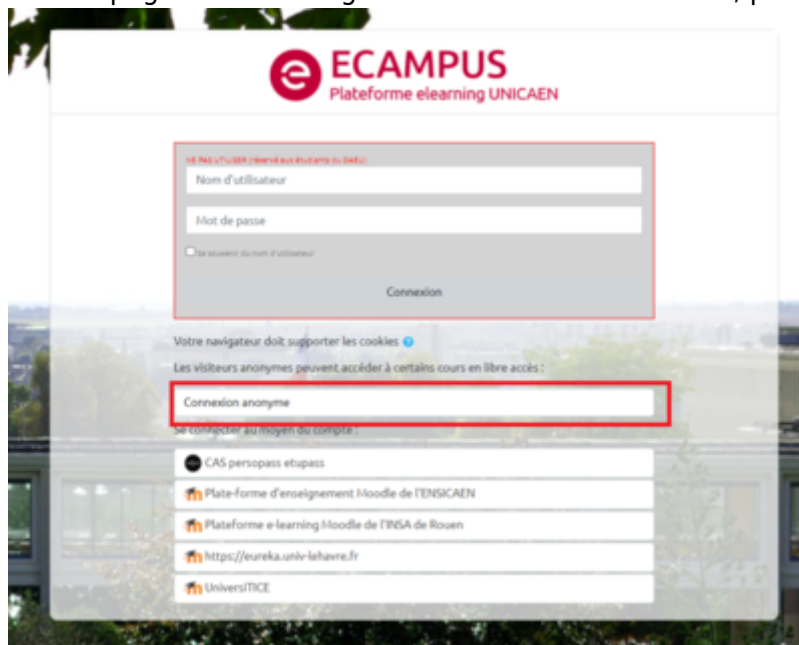 ECAMPUS
Plateforme elearning UNICAEN
NE PAS UTILISER (réservé aux étudiants du DAEU)
Nom d'utilisateur
Mot de passe
Se souvenir du nom d'utilisateur
Connexion
Votre navigateur doit supporter les cookies
Les visiteurs anonymes peuvent accéder à certains cours en libre accès :
Connexion anonyme
Se connecter au moyen du compte :
CAS persopass etupass
Plate-forme d'enseignement Moodle de l'ENSICAEN
Plateforme e-learning Moodle de l'INSA de Rouen
https://eureka.univ-lehavre.fr
UniversiTICE